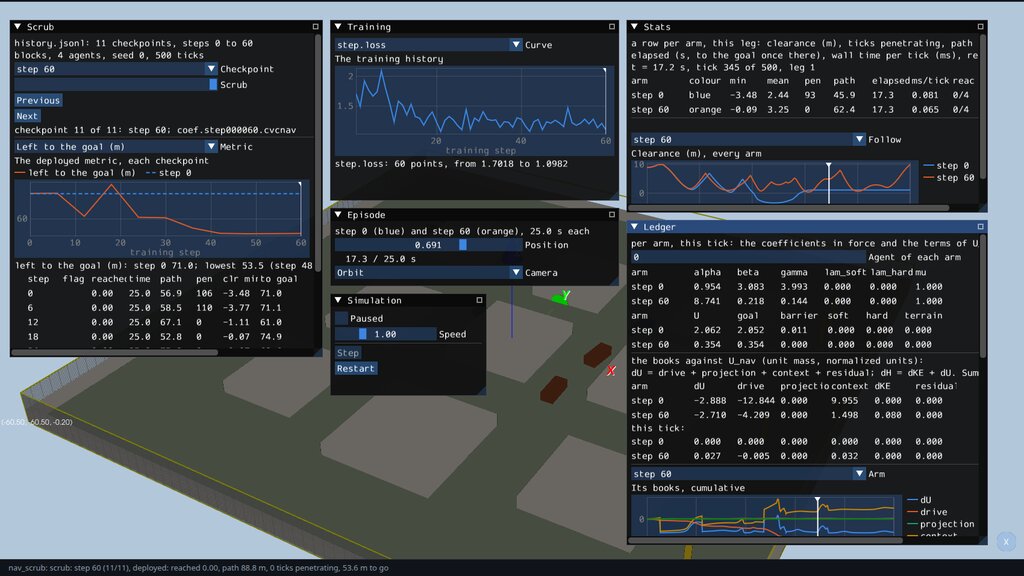 Scrub
history.jsonl: 11 checkpoints, steps 0 to 60
blocks, 4 agents, seed 0, 500 ticks
step 60 Checkpoint
Scrub
Previous
Next
checkpoint 11 of 11: step 60; coef.step000060.cvcnav
Left to the goal (m) Metric
The deployed metric, each checkpoint
left to the goal (m) step 0
60
0 10 20 30 40 50 60
training step
left to the goal (m): step 0 71.0; lowest 53.5 (step 48
step flag reached time path pen clr mir to goal
0 0.00 25.0 56.9 106 −3.48 71.0
6 0.00 25.0 58.5 110 −3.77 71.1
12 0.00 25.0 67.1 0 −1.11 61.0
18 0.00 25.0 52.8 0 −0.07 74.9
Training
step.loss Curve
The training history
2
1.5
20 40 60
training step
step.loss: 60 points, from 1.7018 to 1.0982
Episode
step 0 (blue) and step 60 (orange), 25.0 s each
0.691 Position
17.3 / 25.0 s
Orbit Camera
Simulation
Paused
1.00 Speed
Step
Restart
Stats
a row per arm, this leg: clearance (m), ticks penetrating, path
elapsed (s, to the goal once there), wall time per tick (ms), re
t = 17.2 s, tick 345 of 500, leg 1
arm colour min mean pen path elapsed ms/tick reac
step 0 blue −3.48 2.44 93 45.9 17.3 0.081 0/4
step 60 orange −0.09 3.25 0 62.4 17.3 0.065 0/4
step 60 Follow
Clearance (m), every arm
10
0
step 0
step 60
Ledger
per arm, this tick: the coefficients in force and the terms of U
0 Agent of each arm
arm alpha beta gamma lam_soft lam_hard mu
step 0 0.954 3.083 3.993 0.000 0.000 1.000
step 60 8.741 0.218 0.144 0.000 0.000 1.000
arm U goal barrier soft hard terrain
step 0 2.062 2.052 0.011 0.000 0.000 0.000
step 60 0.354 0.354 0.000 0.000 0.000 0.000
the books against U_nav (unit mass, normalized units):
dU = drive + projection + context + residual; dH = dKE + dU. Sum
arm dU drive projectio context dKE residual
step 0 −2.888 −12.844 0.000 9.955 0.000 0.000
step 60 −2.710 −4.209 0.000 1.498 0.080 0.000
this tick:
step 0 0.000 0.000 0.000 0.000 0.000 0.000
step 60 0.027 −0.005 0.000 0.032 0.000 0.000
step 60 Arm
Its books, cumulative
0
dU
drive
projection
context
Y
X
(-60.50, -60.50, -0.20)
X
nav_scrub: scrub: step 60 (11/11), deployed: reached 0.00, path 88.8 m, 0 ticks penetrating, 53.6 m to go